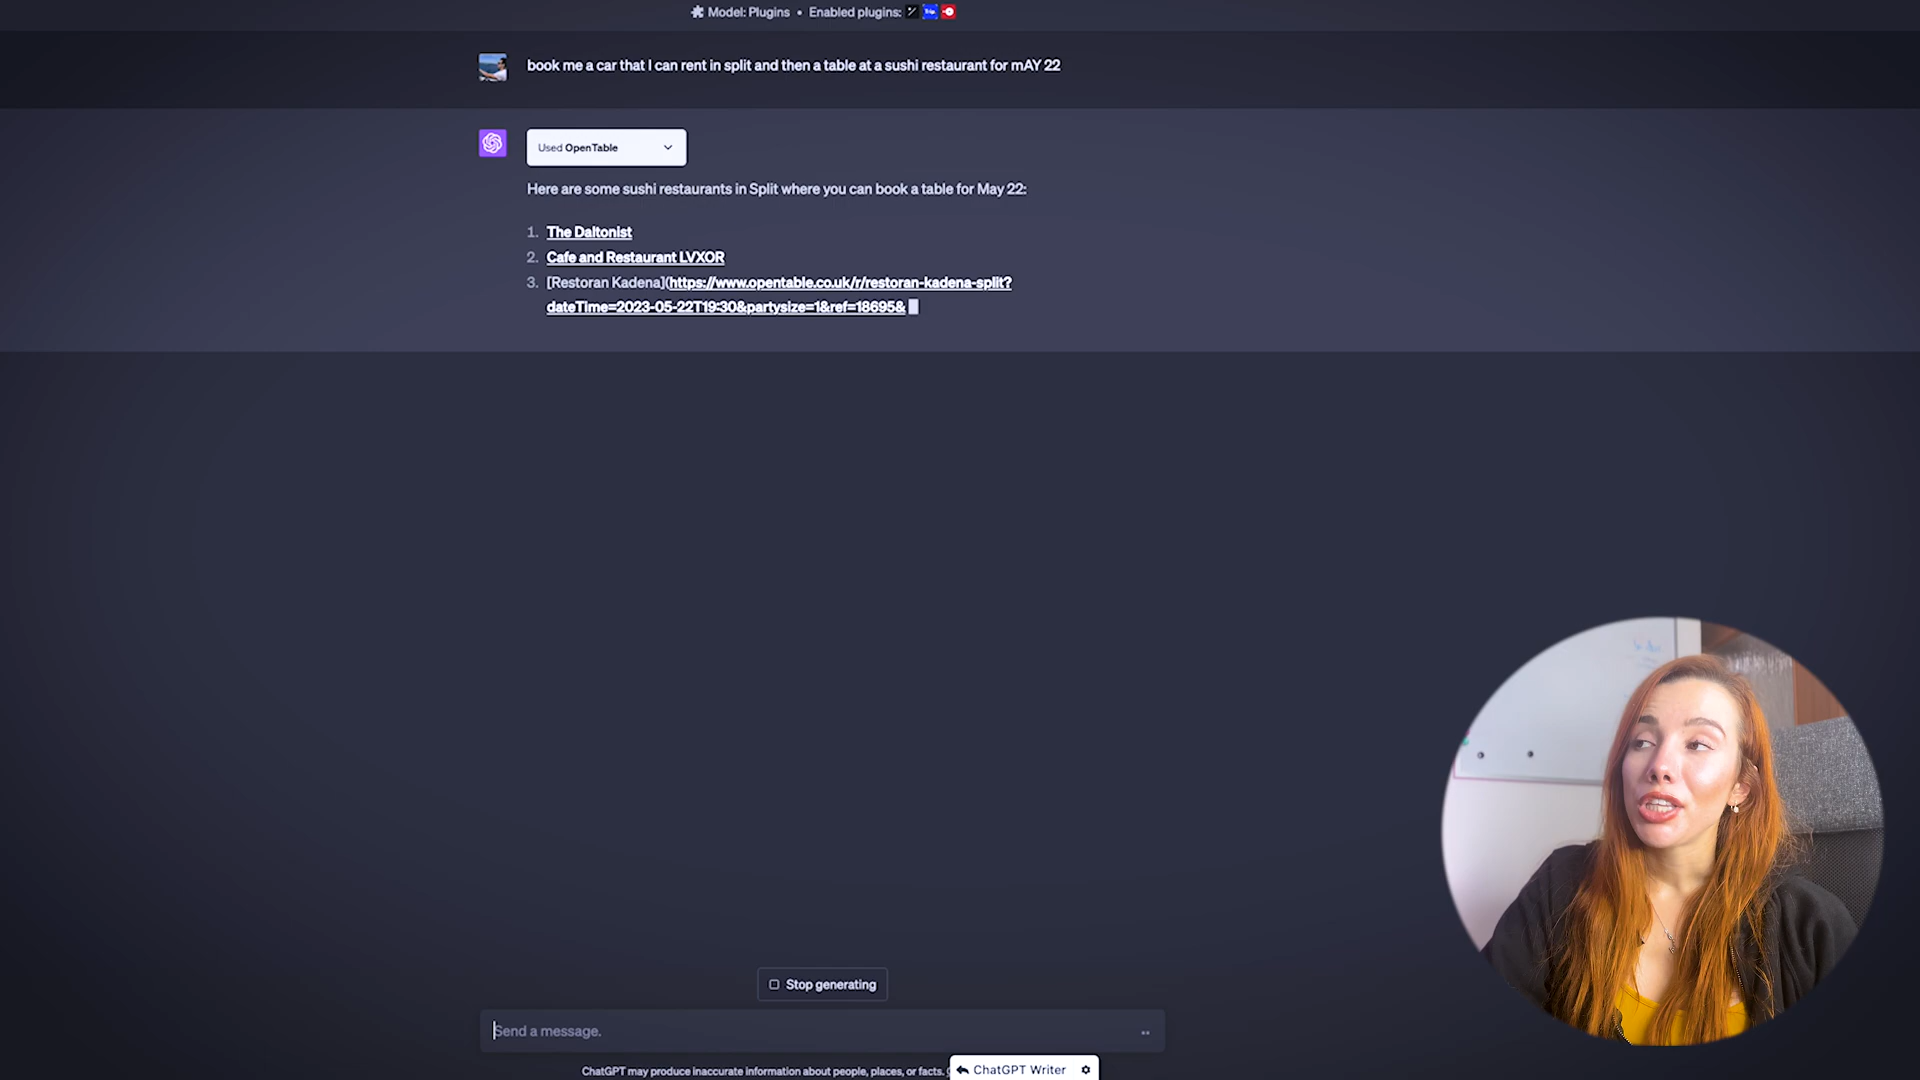 Model: Plugins • Enabled plugins: Trip
book me a car that I can rent in split and then a table at a sushi restaurant for mAY 22
Used OpenTable
Here are some sushi restaurants in Split where you can book a table for May 22:
1. The Daltonist
2. Cafe and Restaurant LVXOR
3. [Restoran Kadena](https://www.opentable.co.uk/r/restoran-kadena-split?
dateTime=2023-05-22T19:30&partysize=1&ref=18695&
Stop generating
Send a message.
ChatGPT may produce inaccurate information about people, places, or facts.
ChatGPT Writer